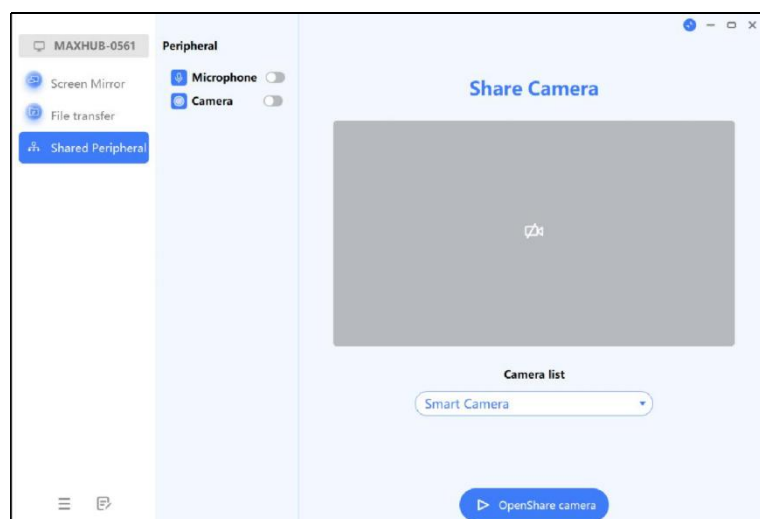 MAXHUB-0561
Screen Mirror
File transfer
Shared Peripheral
Peripheral
Microphone
Camera
Share Camera
Camera list
Smart Camera
OpenShare camera